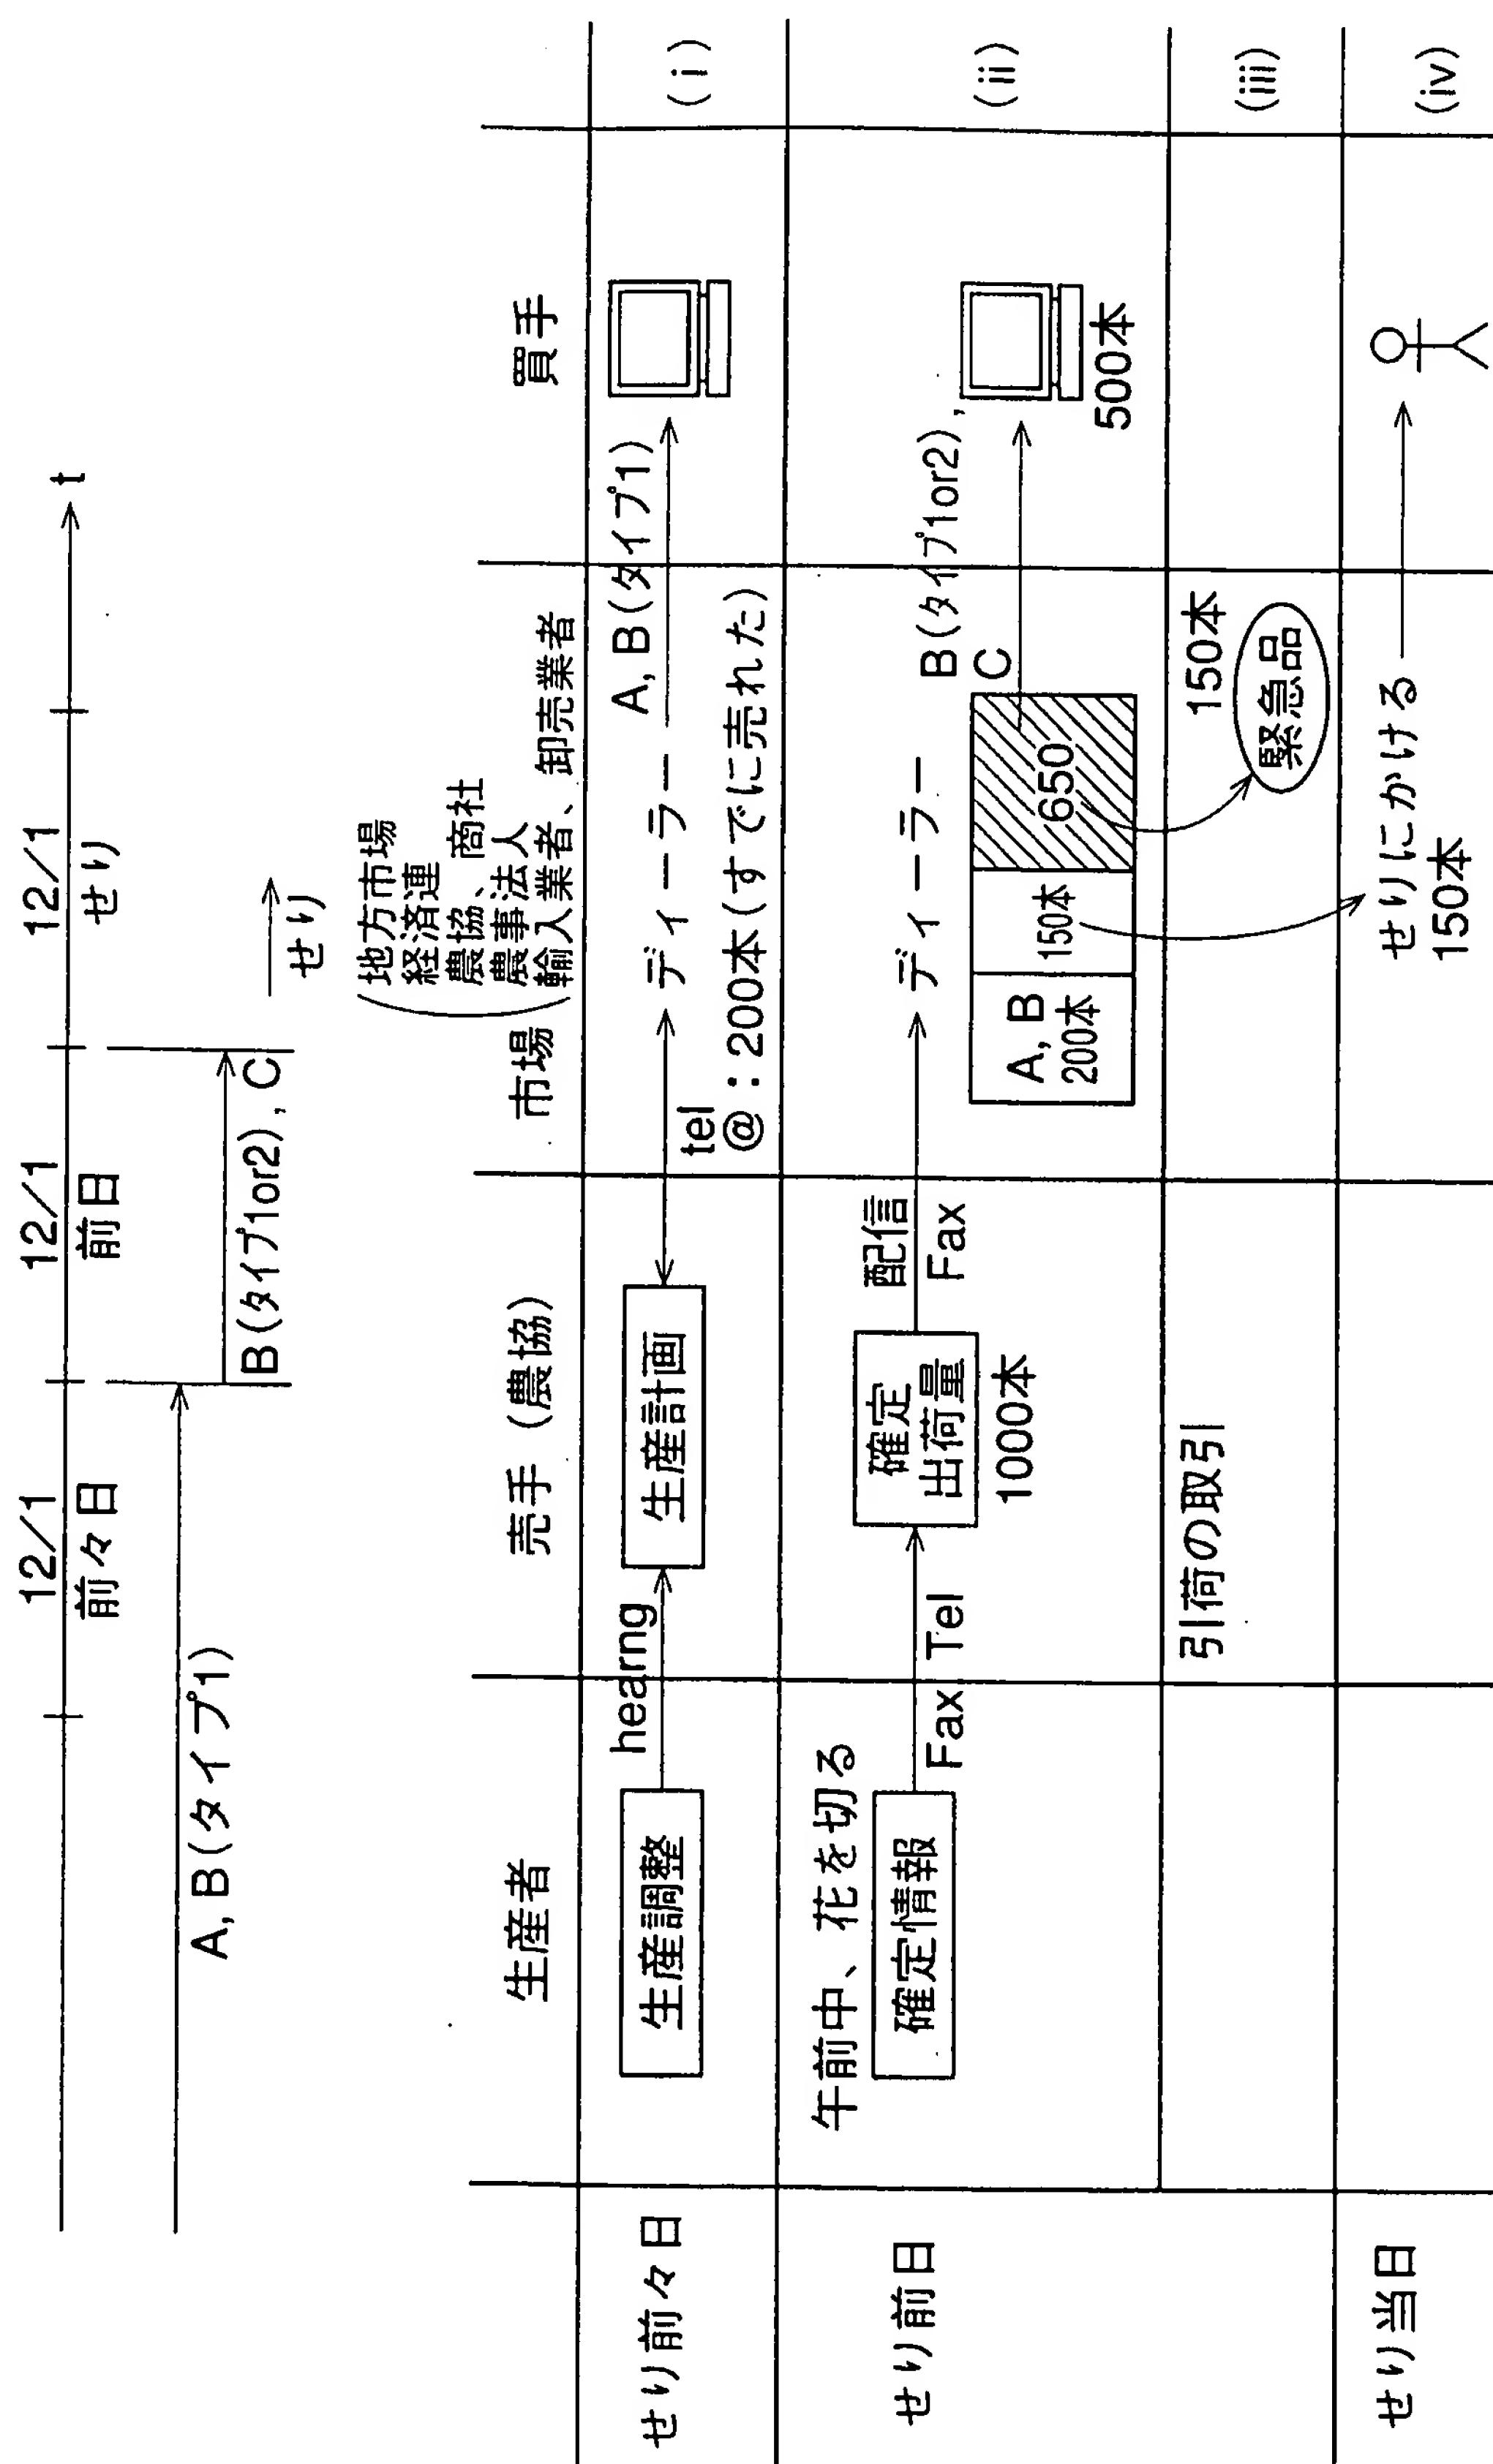 12/1
前々日
12/1
前日
12/1
せり
t
A, B(タイプ1)
B(タイプ1or2), C
せり
生産者
売手 (農協)
市場
地方市場
経済連
農協、商社
農事法人
輸入業者、卸売業者
買手
せり前々日
生産調整
hearng
生産計画
tel
ディーラー
A, B(タイプ1)
@:200本(すでに売れた)
(i)
せり前日
午前中、花を切る
確定情報
Fax Tel
確定
出荷量
1000本
配信
Fax
ディーラー
B(タイプ1or2),
C
A, B
200本
150本
650
500本
(ii)
引荷の取引
150本
緊急品
(iii)
せり当日
せりにかける
150本
(iv)